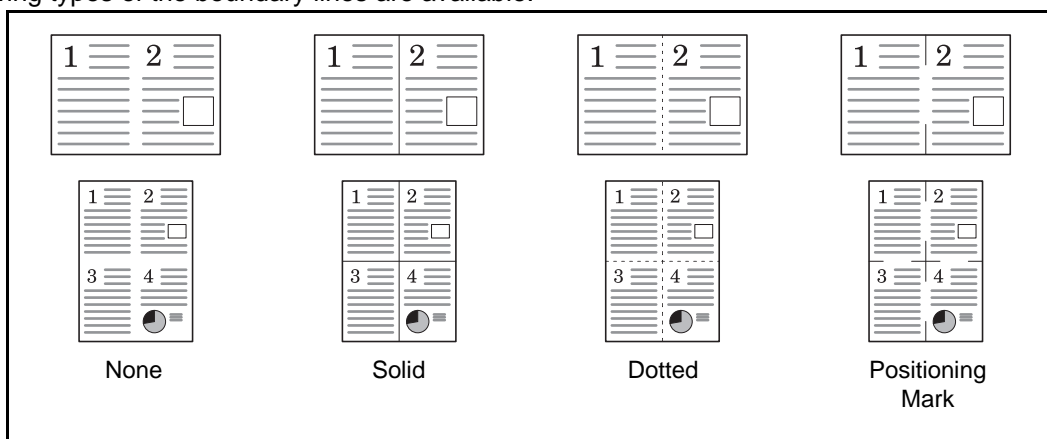 ing types of the boundary lines are available.
1 2 1 2 1 2 1 2
1 2 1 2 1 2 1 2
3 4 3 4 3 4 3 4
None Solid Dotted Positioning
Mark